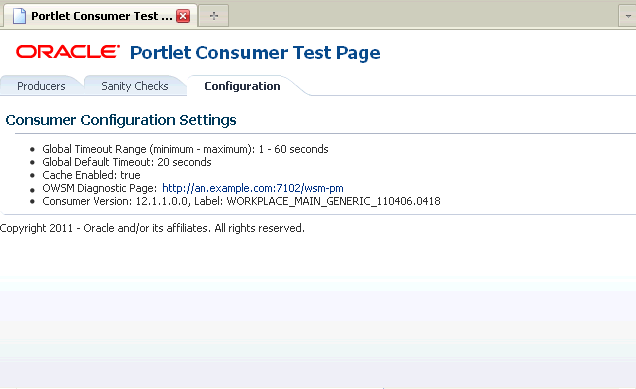 Portlet Consumer Test ...
ORACLE Portlet Consumer Test Page
Producers Sanity Checks Configuration
Consumer Configuration Settings
Global Timeout Range (minimum - maximum): 1 - 60 seconds
Global Default Timeout: 20 seconds
Cache Enabled: true
OWSM Diagnostic Page: http://an.example.com:7102/wsm-pm
Consumer Version: 12.1.1.0.0, Label: WORKPLACE_MAIN_GENERIC_110406.0418
Copyright 2011 - Oracle and/or its affiliates. All rights reserved.